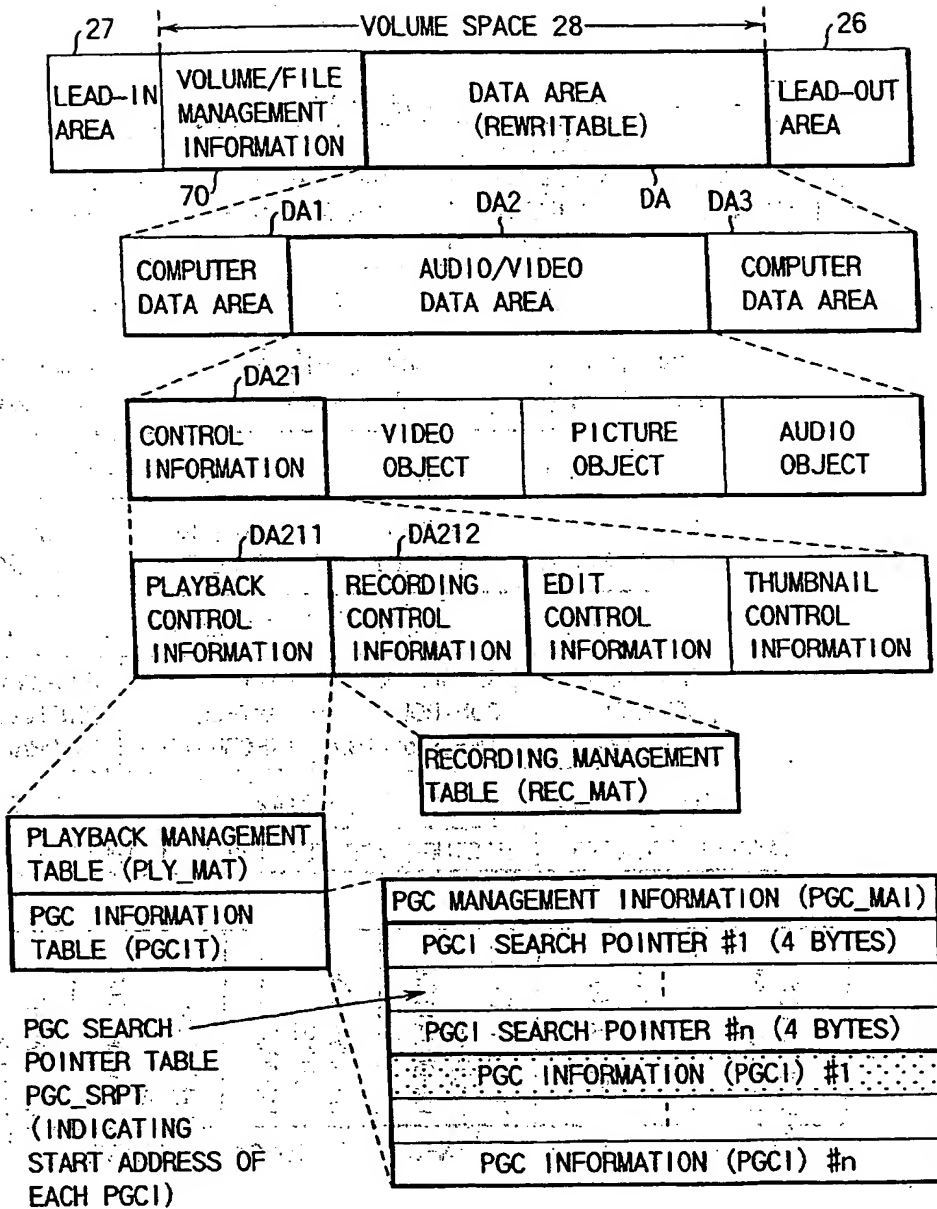 27
VOLUME SPACE 28
26
LEAD-IN
AREA
VOLUME/FILE
MANAGEMENT
INFORMATION
DATA AREA
(REWRITABLE)
LEAD-OUT
AREA
70
DA1
DA2
DA
DA3
COMPUTER
DATA AREA
AUDIO/VIDEO
DATA AREA
COMPUTER
DATA AREA
DA21
CONTROL
INFORMATION
VIDEO
OBJECT
PICTURE
OBJECT
AUDIO
OBJECT
DA211
DA212
PLAYBACK
CONTROL
INFORMATION
RECORDING
CONTROL
INFORMATION
EDIT
CONTROL
INFORMATION
THUMBNAIL
CONTROL
INFORMATION
RECORDING MANAGEMENT
TABLE (REC_MAT)
PLAYBACK MANAGEMENT
TABLE (PLY_MAT)
PGC INFORMATION
TABLE (PGCIT)
PGC MANAGEMENT INFORMATION (PGC_MAI)
PGCI SEARCH POINTER #1 (4 BYTES)
PGCI SEARCH POINTER #n (4 BYTES)
PGC INFORMATION (PGCI) #1
PGC INFORMATION (PGCI) #n
PGC SEARCH
POINTER TABLE
PGC_SRPT
(INDICATING
START ADDRESS OF
EACH PGCI)